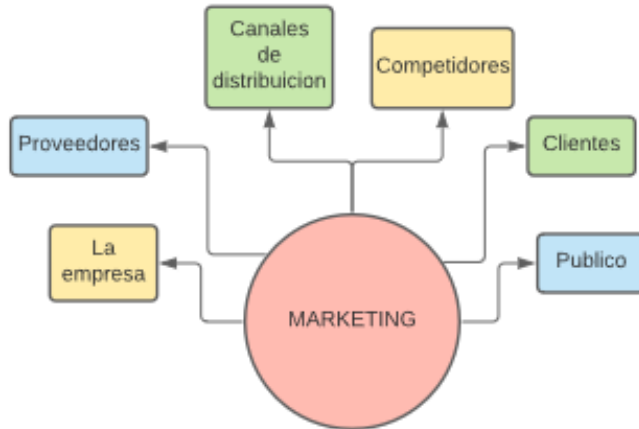 Canales
de
distribuicion
Competidores
Proveedores
Clientes
La
empresa
Publico
MARKETING